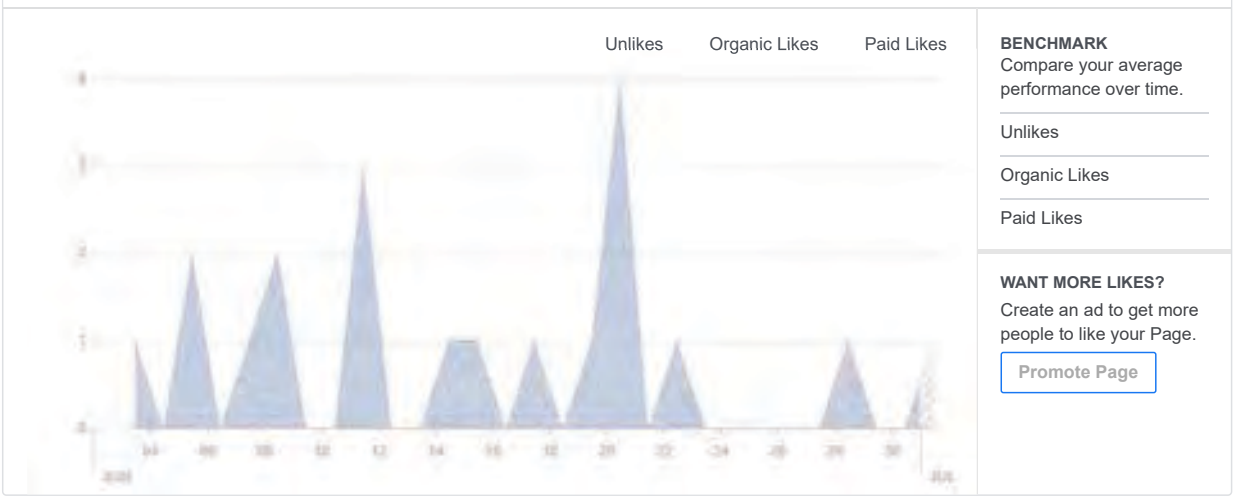 Unlikes Organic Likes Paid Likes
BENCHMARK
Compare your average
performance over time.
Unlikes
Organic Likes
Paid Likes
WANT MORE LIKES?
Create an ad to get more
people to like your Page.
Promote Page